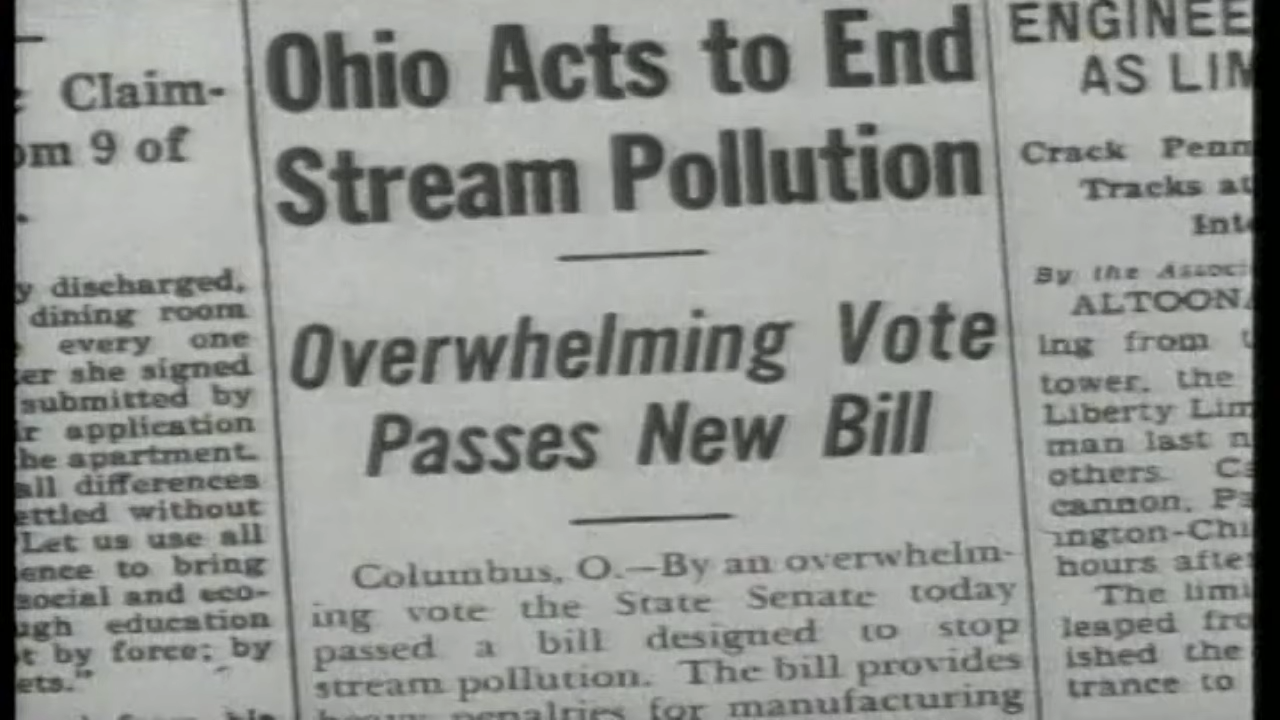 Claim-
om 9 of
y discharged,
dining room
every one
er she signed
submitted by
r application
he apartment.
all differences
ettled without
Let us use all
ence to bring
social and eco-
ugh education
t by force; by
ets."
Ohio Acts to End
Stream Pollution
Overwhelming Vote
Passes New Bill
Columbus, O.—By an overwhelm-
ing vote the State Senate today
passed a bill designed to stop
stream pollution. The bill provides
heavy penalties for manufacturing
ENGINEE
AS LIM
Crack Penn
Tracks at
Inte
By the Associ
ALTOONA
ing from t
tower, the
Liberty Lim
man last n
others. Ca
cannon, Pa
ington-Chi
hours afte
The limi
leaped fro
ished the
trance to